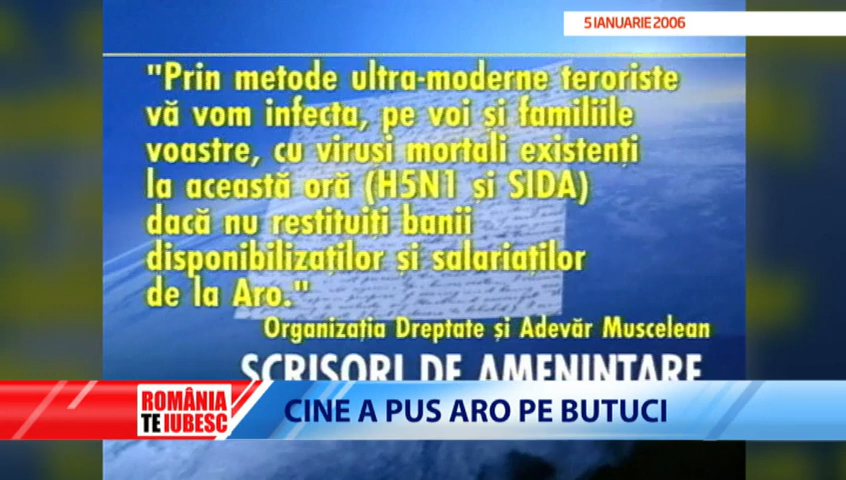 5 IANUARIE 2006
"Prin metode ultra-moderne teroriste
vă vom infecta, pe voi și familiile
voastre, cu viruși mortali existenți
la această oră (H5N1 și SIDA)
dacă nu restituiți banii
disponibilizaților și salariaților
de la Aro."
Organizația Dreptate și Adevăr Muscelean
SCRISORI DE AMENINȚARE
ROMÂNIA
TE IUBESC
CINE A PUS ARO PE BUTUCI